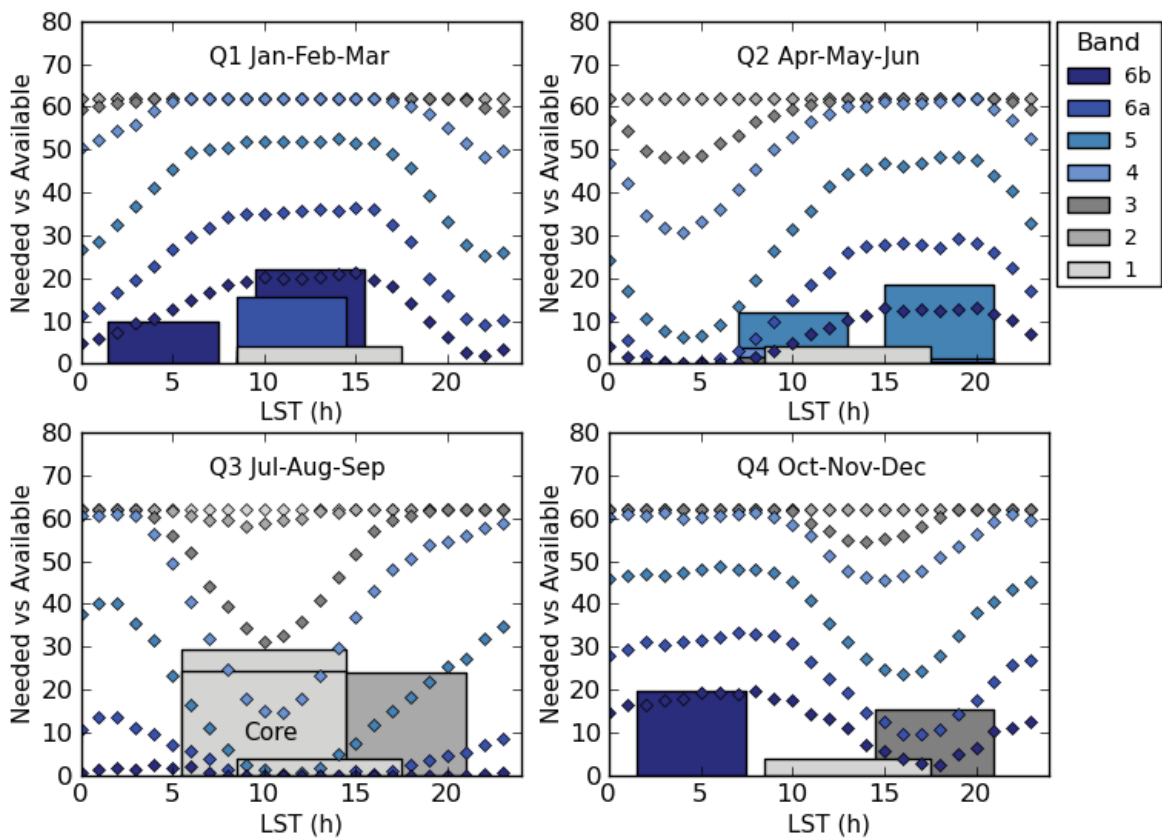 Q1 Jan-Feb-Mar
Needed vs Available
80
70
60
50
40
30
20
10
0
0 5 10 15 20
LST (h)
Q2 Apr-May-Jun
Needed vs Available
80
70
60
50
40
30
20
10
0
0 5 10 15 20
LST (h)
Band
6b
6a
5
4
3
2
1
Q3 Jul-Aug-Sep
Needed vs Available
80
70
60
50
40
30
20
10
0
Core
0 5 10 15 20
LST (h)
Q4 Oct-Nov-Dec
Needed vs Available
80
70
60
50
40
30
20
10
0
0 5 10 15 20
LST (h)